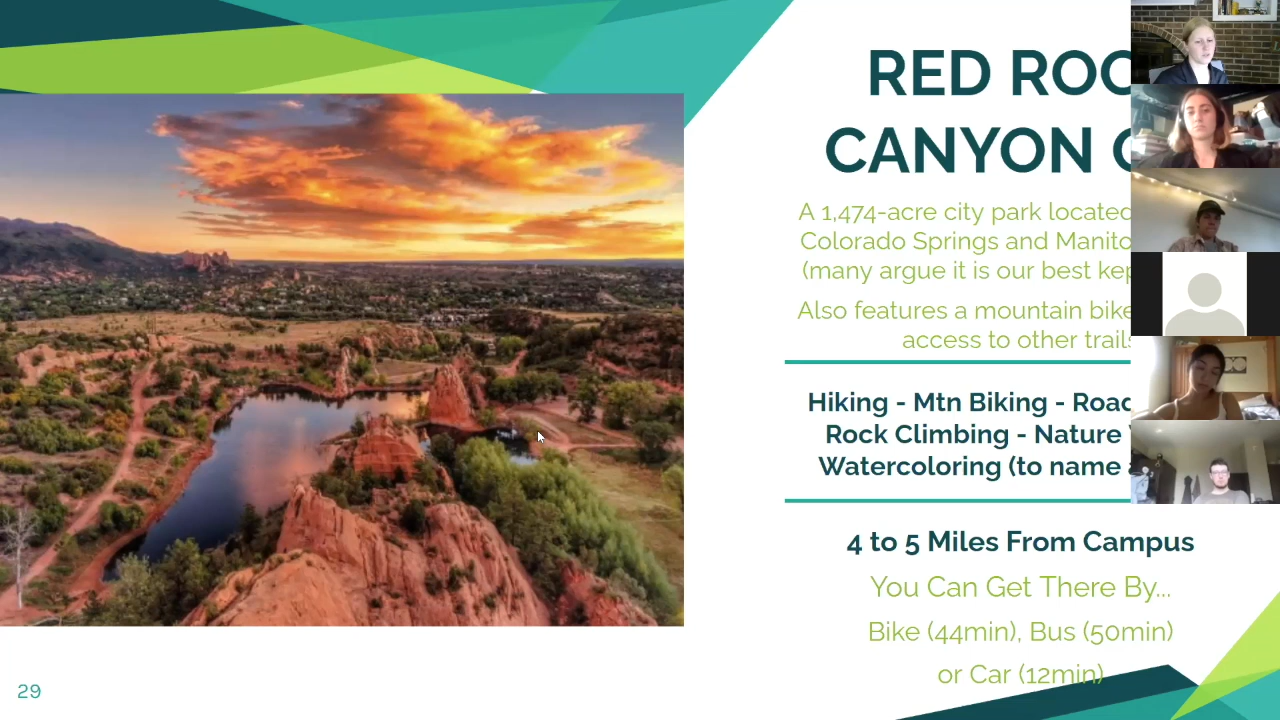 RED ROC
CANYON
A 1,474-acre city park located
Colorado Springs and Manito
(many argue it is our best kep
Also features a mountain bike
access to other trails
Hiking - Mtn Biking - Road
Rock Climbing - Nature
Watercoloring (to name
4 to 5 Miles From Campus
You Can Get There By...
Bike (44min), Bus (50min)
or Car (12min)
29